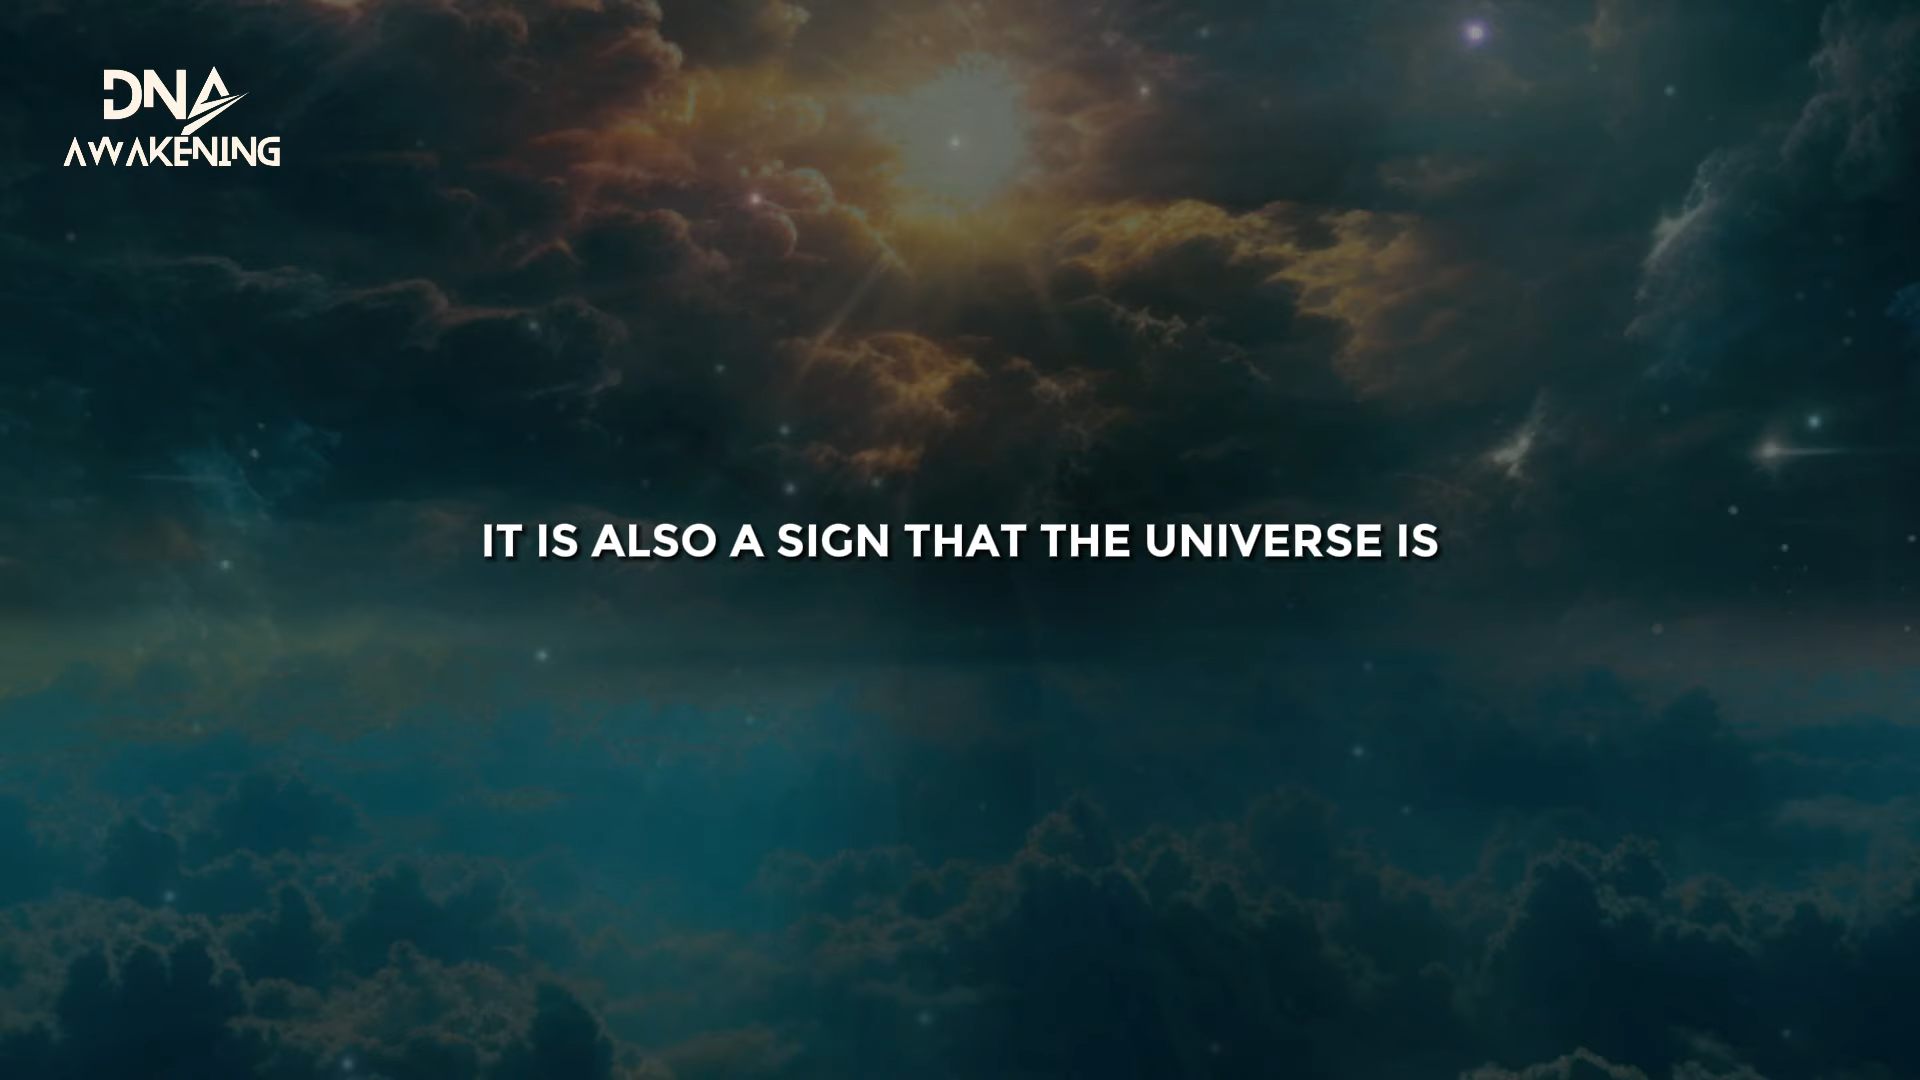 DNA
AWAKENING
IT IS ALSO A SIGN THAT THE UNIVERSE IS